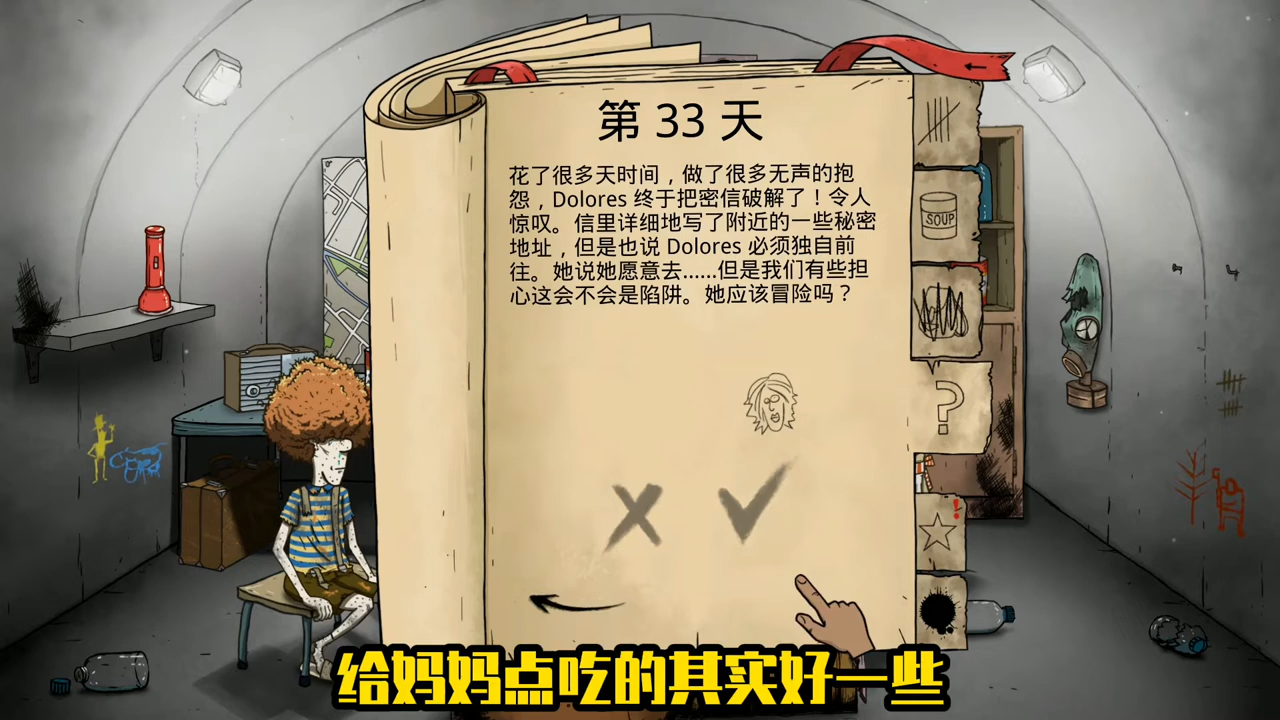 第 33 天
花了很多天时间，做了很多无声的抱
怨，Dolores 终于把密信破解了！令人
惊叹。信里详细地写了附近的一些秘密
地址，但是也说 Dolores 必须独自前
往。她说她愿意去......但是我们有些担
心这会不会是陷阱。她应该冒险吗？
SOUP
?
!
给妈妈点吃的其实好一些